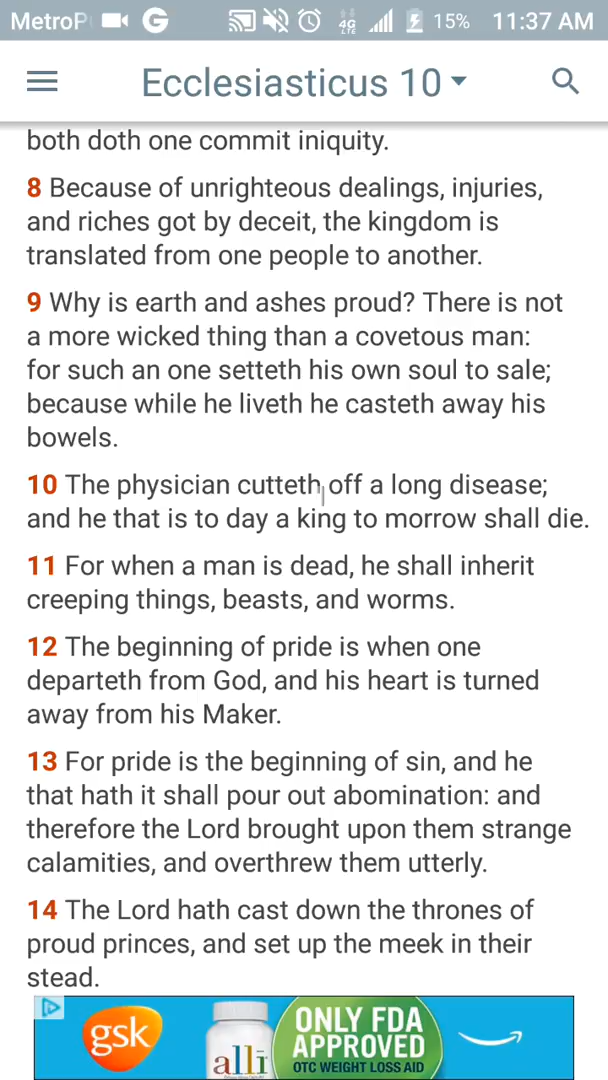 MetroP G 4G LTE 15% 11:37 AM
Ecclesiasticus 10
both doth one commit iniquity.
8 Because of unrighteous dealings, injuries,
and riches got by deceit, the kingdom is
translated from one people to another.
9 Why is earth and ashes proud? There is not
a more wicked thing than a covetous man:
for such an one setteth his own soul to sale;
because while he liveth he casteth away his
bowels.
10 The physician cutteth off a long disease;
and he that is to day a king to morrow shall die.
11 For when a man is dead, he shall inherit
creeping things, beasts, and worms.
12 The beginning of pride is when one
departeth from God, and his heart is turned
away from his Maker.
13 For pride is the beginning of sin, and he
that hath it shall pour out abomination: and
therefore the Lord brought upon them strange
calamities, and overthrew them utterly.
14 The Lord hath cast down the thrones of
proud princes, and set up the meek in their
stead.
gsk
alli
ONLY FDA
APPROVED
OTC WEIGHT LOSS AID